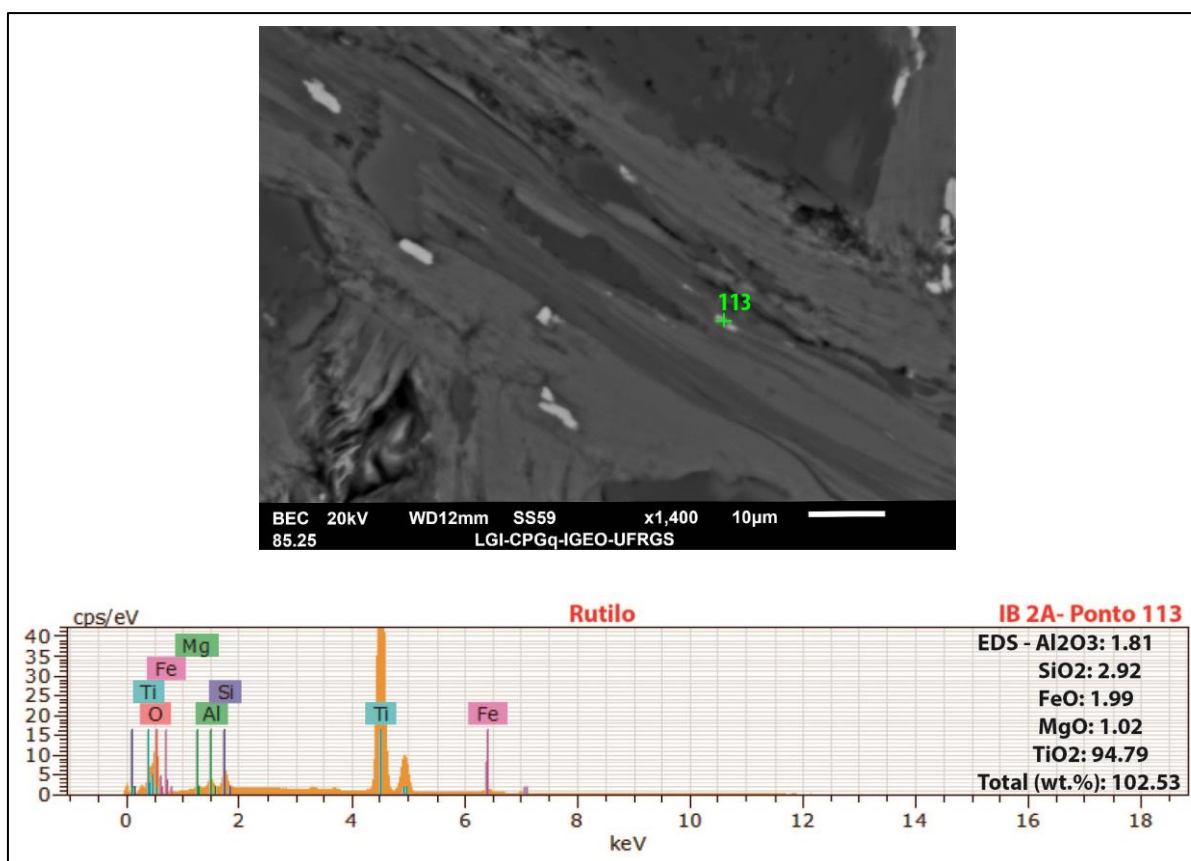 113
BEC 20kV WD12mm SS59 x1,400 10µm
85.25 LGI-CPGq-IGEO-UFRGS
cps/eV Rutilo IB 2A- Ponto 113
40
35
30
25
20
15
10
5
0
Mg
Fe
Ti Si
O Al Ti Fe
EDS - Al2O3: 1.81
SiO2: 2.92
FeO: 1.99
MgO: 1.02
TiO2: 94.79
Total (wt.%): 102.53
0 2 4 6 8 10 12 14 16 18
keV